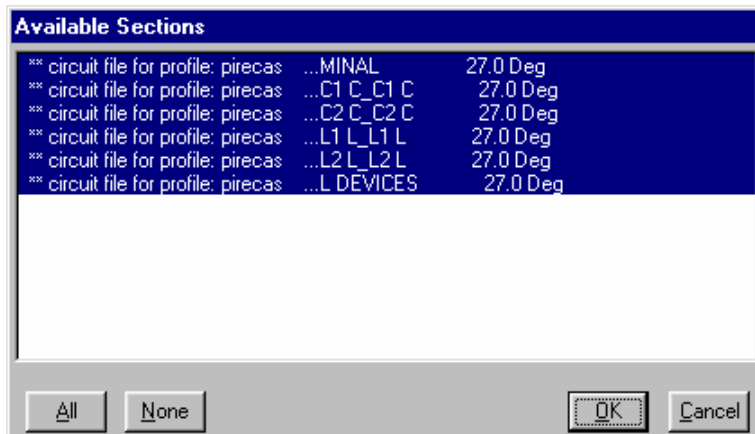 Available Sections
** circuit file for profile: pirecas ...MINAL 27.0 Deg
** circuit file for profile: pirecas ...C1 C_C1 C 27.0 Deg
** circuit file for profile: pirecas ...C2 C_C2 C 27.0 Deg
** circuit file for profile: pirecas ...L1 L_L1 L 27.0 Deg
** circuit file for profile: pirecas ...L2 L_L2 L 27.0 Deg
** circuit file for profile: pirecas ...L DEVICES 27.0 Deg
All None OK Cancel